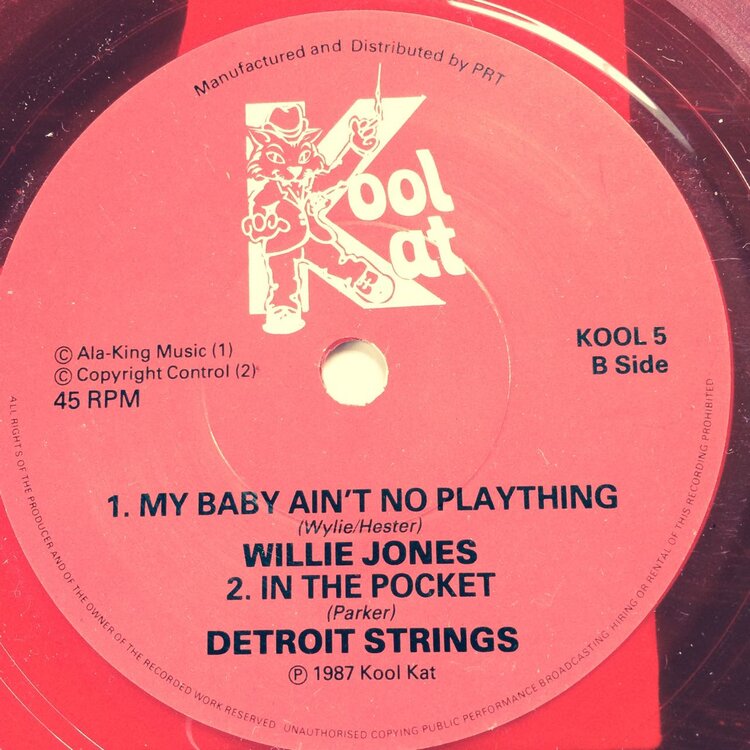 Manufactured and Distributed by PRT
Kool
Kat
KOOL 5
B Side
© Ala-King Music (1)
© Copyright Control (2)
45 RPM
1. MY BABY AIN'T NO PLAYTHING
(Wylie/Hester)
WILLIE JONES
2. IN THE POCKET
(Parker)
DETROIT STRINGS
℗ 1987 Kool Kat
ALL RIGHTS OF THE PRODUCER AND OF THE OWNER OF THE RECORDED WORK RESERVED UNAUTHORISED COPYING PUBLIC PERFORMANCE BROADCASTING HIRING OR RENTAL OF THIS RECORDING PROHIBITED